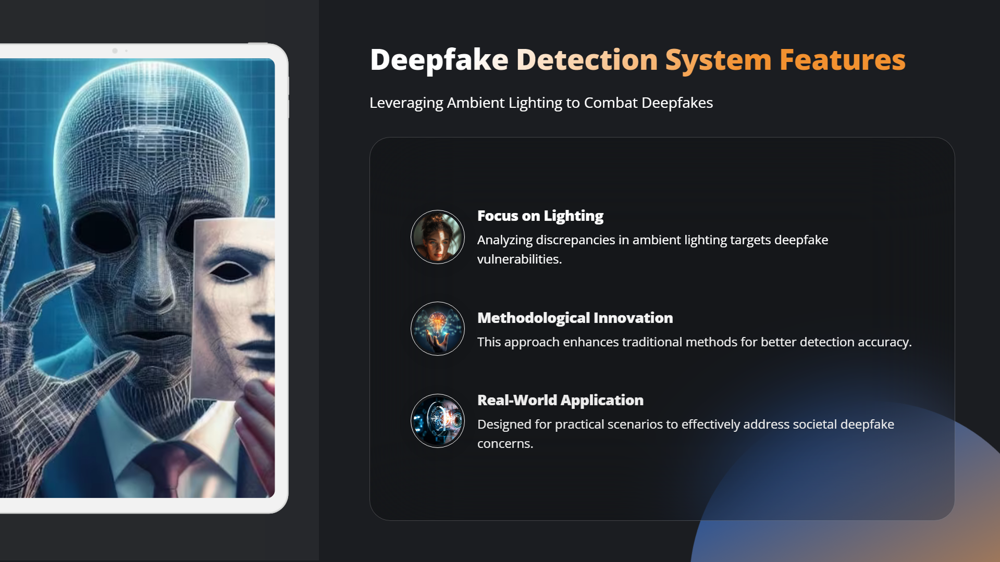 Deepfake Detection System Features
Leveraging Ambient Lighting to Combat Deepfakes
Focus on Lighting
Analyzing discrepancies in ambient lighting targets deepfake
vulnerabilities.
Methodological Innovation
This approach enhances traditional methods for better detection accuracy.
Real-World Application
Designed for practical scenarios to effectively address societal deepfake
concerns.